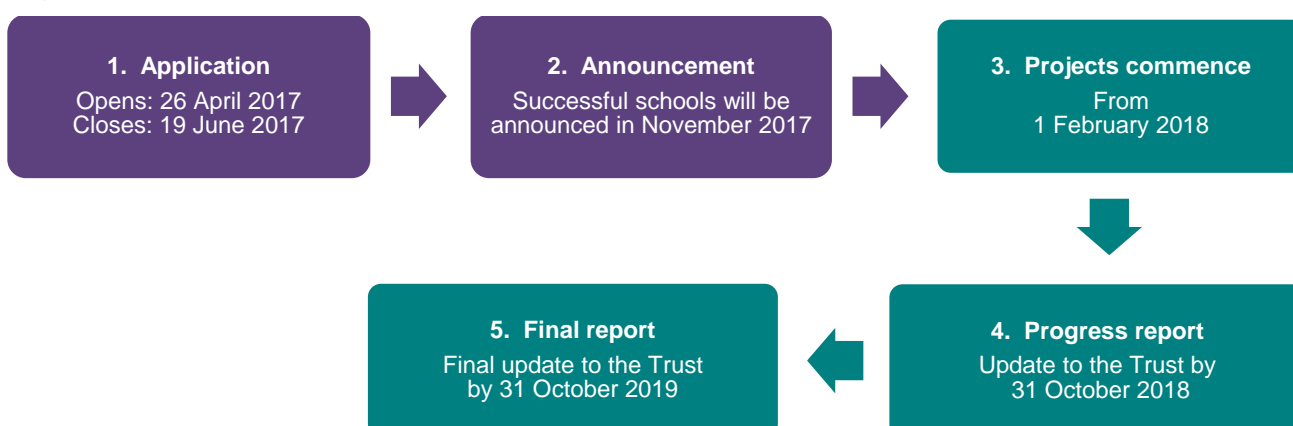 1. Application
Opens: 26 April 2017
Closes: 19 June 2017
2. Announcement
Successful schools will be
announced in November 2017
3. Projects commence
From
1 February 2018
4. Progress report
Update to the Trust by
31 October 2018
5. Final report
Final update to the Trust
by 31 October 2019